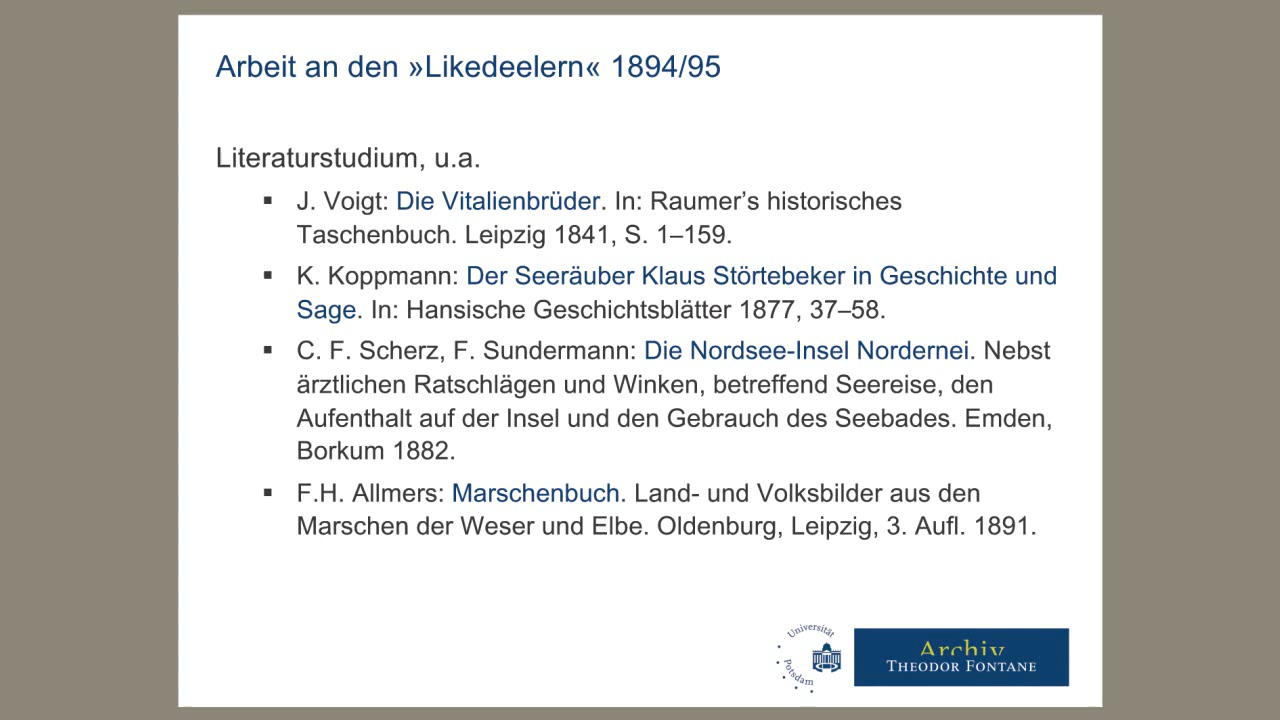 Arbeit an den »Likedeelern« 1894/95
Literaturstudium, u.a.
▪ J. Voigt: Die Vitalienbrüder. In: Raumer’s historisches
Taschenbuch. Leipzig 1841, S. 1–159.
▪ K. Koppmann: Der Seeräuber Klaus Störtebeker in Geschichte und
Sage. In: Hansische Geschichtsblätter 1877, 37–58.
▪ C. F. Scherz, F. Sundermann: Die Nordsee-Insel Nordernei. Nebst
ärztlichen Ratschlägen und Winken, betreffend Seereise, den
Aufenthalt auf der Insel und den Gebrauch des Seebades. Emden,
Borkum 1882.
▪ F.H. Allmers: Marschenbuch. Land- und Volksbilder aus den
Marschen der Weser und Elbe. Oldenburg, Leipzig, 3. Aufl. 1891.
Universität
Potsdam
Archiv
THEODOR FONTANE